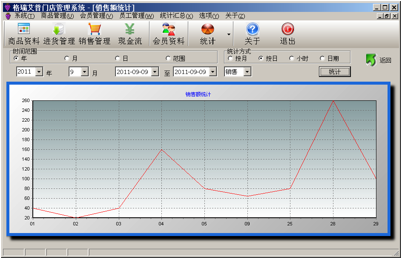 格瑞艾普门店管理系统 - [销售额统计]
系统(T) 商品管理(U) 会员管理(V) 员工管理(W) 统计汇总(X) 选项(Y) 关于(Z)
商品资料 进货管理 销售管理 现金流 会员资料 统计 关于 退出
时间范围 统计方式
年 月 日 范围 按月 按日 小时 日期 返回
2011 年 9 月 2011-09-09 至 2011-09-09 销售 统计
销售额统计
260
240
220
200
180
160
140
120
100
80
60
40
20
01 02 03 04 05 09 25 28 29